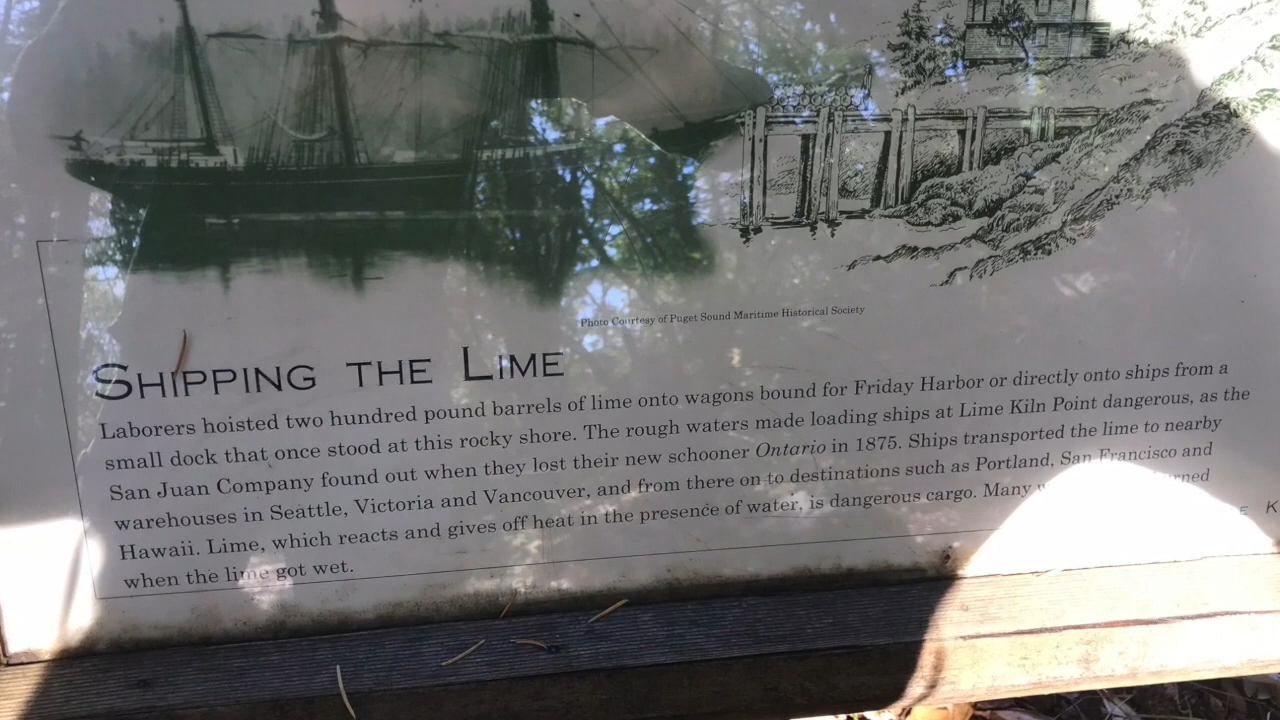 Photo Courtesy of Puget Sound Maritime Historical Society
SHIPPING THE LIME
Laborers hoisted two hundred pound barrels of lime onto wagons bound for Friday Harbor or directly onto ships from a
small dock that once stood at this rocky shore. The rough waters made loading ships at Lime Kiln Point dangerous, as the
San Juan Company found out when they lost their new schooner Ontario in 1875. Ships transported the lime to nearby
warehouses in Seattle, Victoria and Vancouver, and from there on to destinations such as Portland, San Francisco and
Hawaii. Lime, which reacts and gives off heat in the presence of water, is dangerous cargo. Many
when the lime got wet.